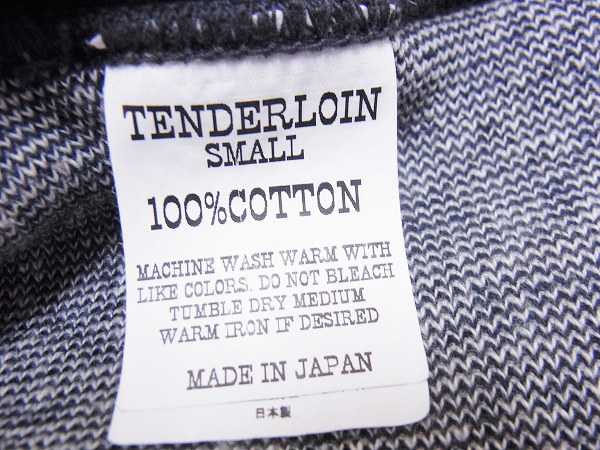 TENDERLOIN
SMALL
100%COTTON
MACHINE WASH WARM WITH
LIKE COLORS. DO NOT BLEACH
TUMBLE DRY MEDIUM
WARM IRON IF DESIRED
MADE IN JAPAN
日本製